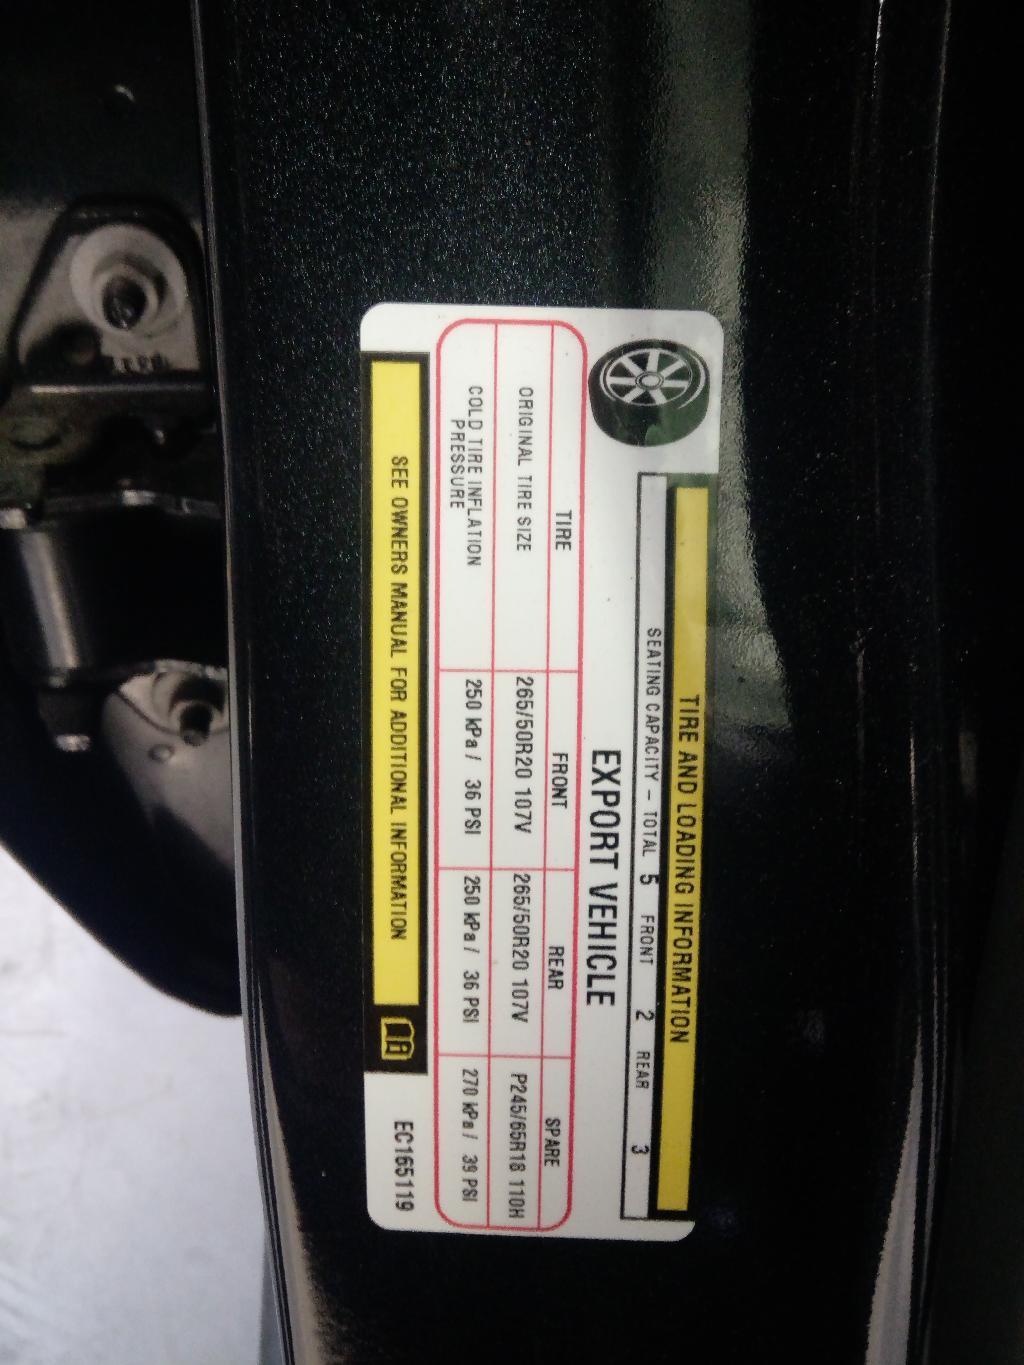 TIRE AND LOADING INFORMATION
SEATING CAPACITY – TOTAL 5 FRONT 2 REAR 3
EXPORT VEHICLE
TIRE FRONT REAR SPARE
ORIGINAL TIRE SIZE 265/50R20 107V 265/50R20 107V P245/65R18 110H
COLD TIRE INFLATION PRESSURE 250 kPa / 36 PSI 250 kPa / 36 PSI 270 kPa / 39 PSI
SEE OWNERS MANUAL FOR ADDITIONAL INFORMATION
EC165119